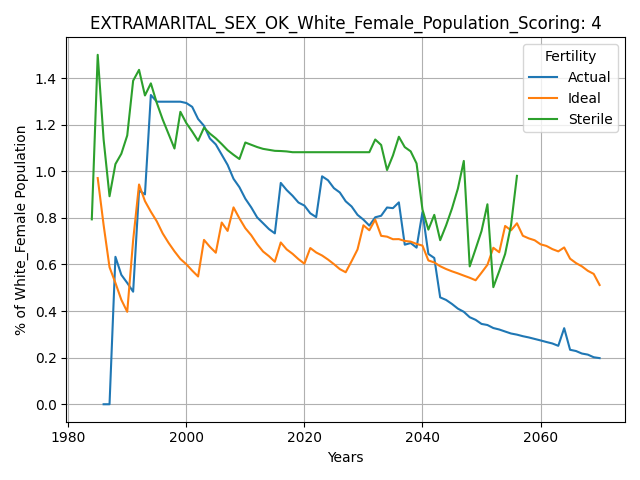 EXTRAMARITAL_SEX_OK_White_Female_Population_Scoring: 4
Fertility
Actual
Ideal
Sterile
% of White_Female Population
1.4
1.2
1.0
0.8
0.6
0.4
0.2
0.0
1980
2000
2020
2040
2060
Years